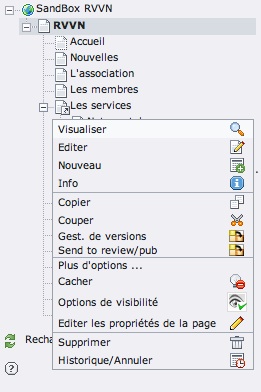 SandBox RVVN
RVVN
Accueil
Nouvelles
L'association
Les membres
Les services
Visualiser
Editer
Nouveau
Info
Copier
Couper
Gest. de versions
Send to review/pub
Plus d'options ...
Cacher
Options de visibilité
Editer les propriétés de la page
Supprimer
Recha
Historique/Annuler